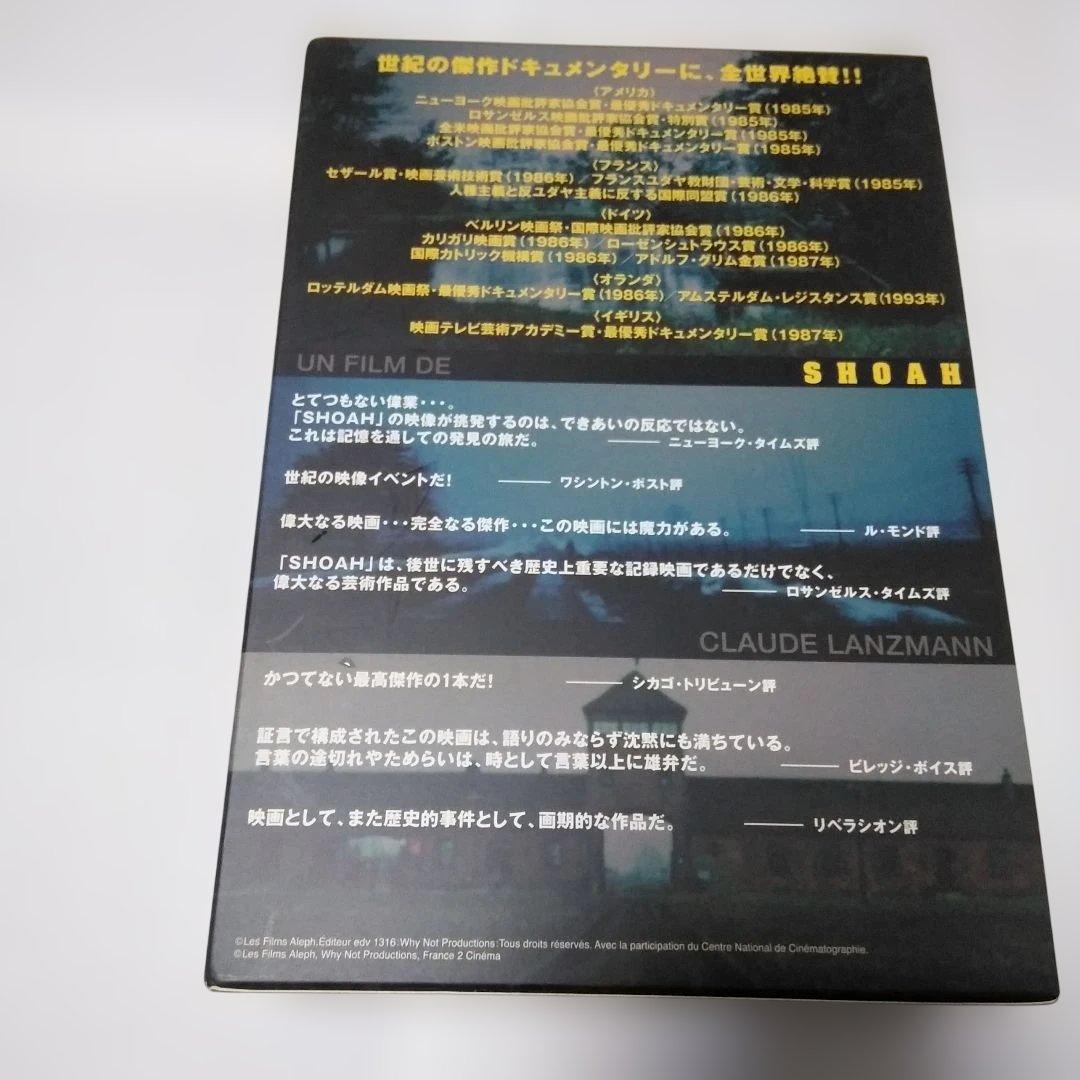 世紀の傑作ドキュメンタリーに、全世界絶賛!!
〈アメリカ〉
ニューヨーク映画批評家協会賞・最優秀ドキュメンタリー賞（1985年）
ロサンゼルス映画批評家協会賞・特別賞（1985年）
全米映画批評家協会賞・最優秀ドキュメンタリー賞（1985年）
ボストン映画批評家協会賞・最優秀ドキュメンタリー賞（1985年）
〈フランス〉
セザール賞・映画芸術技術賞（1986年）／フランスユダヤ教財団・芸術・文学・科学賞（1985年）
人種主義と反ユダヤ主義に反する国際同盟賞（1986年）
〈ドイツ〉
ベルリン映画祭・国際映画批評家協会賞（1986年）
カリガリ映画賞（1986年）／ローゼンシュトラウス賞（1986年）
国際カトリック機構賞（1986年）／アドルフ・グリム金賞（1987年）
〈オランダ〉
ロッテルダム映画祭・最優秀ドキュメンタリー賞（1986年）／アムステルダム・レジスタンス賞（1993年）
〈イギリス〉
映画テレビ芸術アカデミー賞・最優秀ドキュメンタリー賞（1987年）
UN FILM DE
SHOAH
とてつもない偉業・・・。
「SHOAH」の映像が挑発するのは、できあいの反応ではない。
これは記憶を通しての発見の旅だ。 ——— ニューヨーク・タイムズ評
世紀の映像イベントだ! ——— ワシントン・ポスト評
偉大なる映画・・・完全なる傑作・・・この映画には魔力がある。 ——— ル・モンド評
「SHOAH」は、後世に残すべき歴史上重要な記録映画であるだけでなく、
偉大なる芸術作品である。 ——— ロサンゼルス・タイムズ評
CLAUDE LANZMANN
かつてない最高傑作の1本だ! ——— シカゴ・トリビューン評
証言で構成されたこの映画は、語りのみならず沈黙にも満ちている。
言葉の途切れやためらいは、時として言葉以上に雄弁だ。 ——— ビレッジ・ボイス評
映画として、また歴史的事件として、画期的な作品だ。 ——— リベラシオン評
©Les Films Aleph.Éditeur edv 1316:Why Not Productions:Tous droits réservés. Avec la participation du Centre National de Cinématographie.
©Les Films Aleph, Why Not Productions, France 2 Cinéma